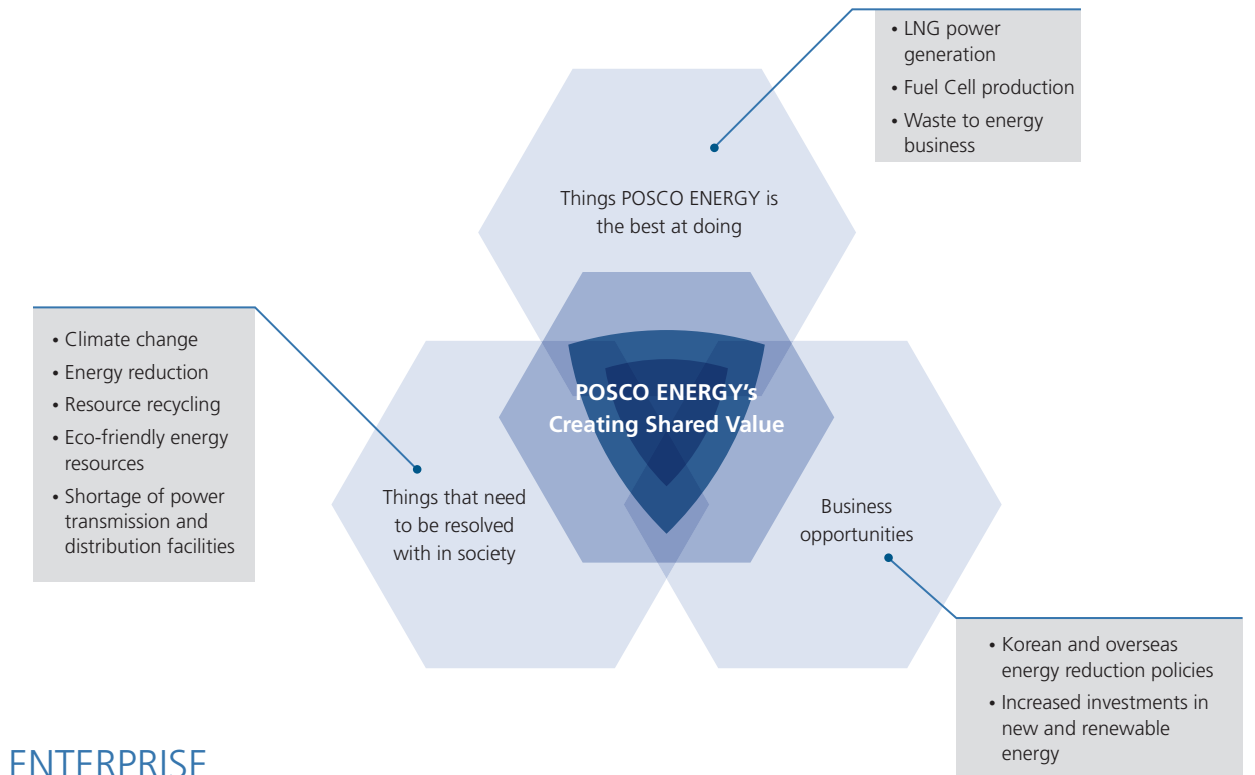 • LNG power
generation
• Fuel Cell production
• Waste to energy
business
Things POSCO ENERGY is
the best at doing
• Climate change
• Energy reduction
• Resource recycling
• Eco-friendly energy
resources
• Shortage of power
transmission and
distribution facilities
POSCO ENERGY's
Creating Shared Value
Things that need
to be resolved
with in society
Business
opportunities
• Korean and overseas
energy reduction policies
• Increased investments in
new and renewable
energy
ENTERPRISE